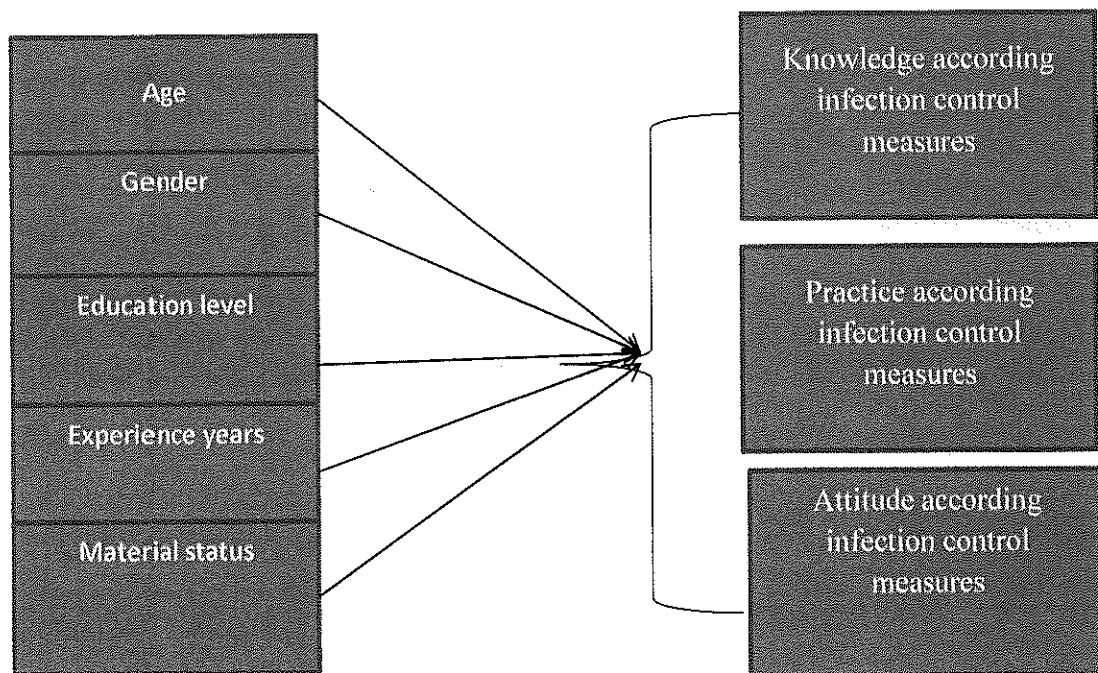 Age
Gender
Education level
Experience years
Material status
Knowledge according
infection control
measures
Practice according
infection control
measures
Attitude according
infection control
measures